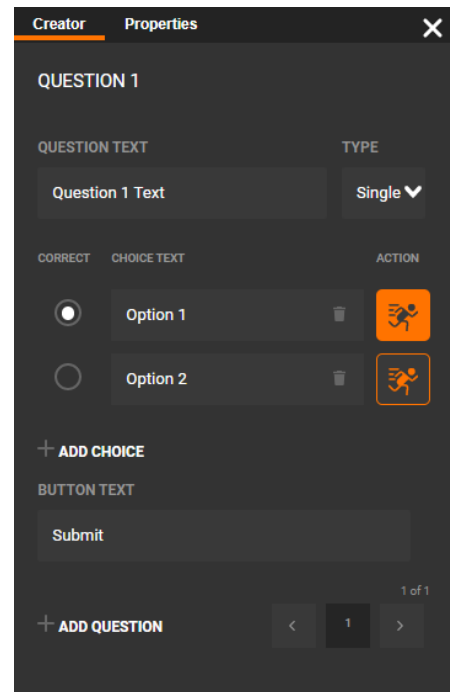 Creator Properties
QUESTION 1
QUESTION TEXT TYPE
Question 1 Text Single
CORRECT CHOICE TEXT ACTION
Option 1
Option 2
+ ADD CHOICE
BUTTON TEXT
Submit
1 of 1
+ ADD QUESTION < 1 >